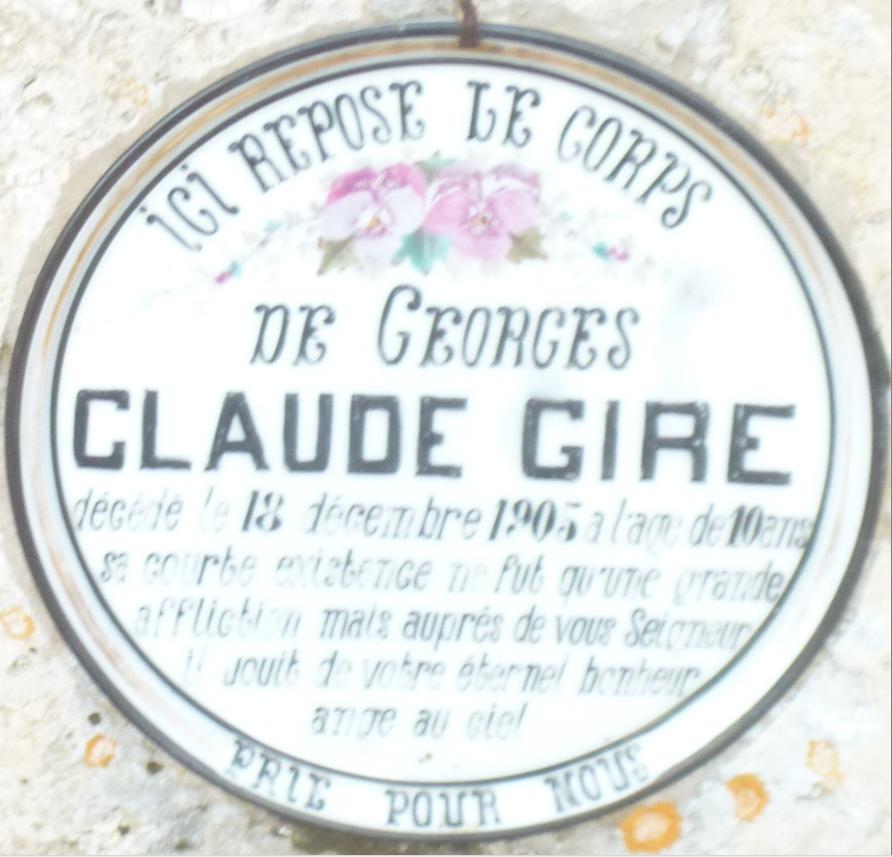 iCi REPOSE LE CORPS
DE GEORGES
CLAUDE GIRE
décédé le 18 décembre 1905 a l'age de 10 ans
sa courte existence ne fut qu'une grande
affliction mais auprés de vous Seigneur
il jouit de votre éternel bonheur
ange au ciel
PRIE POUR NOUS